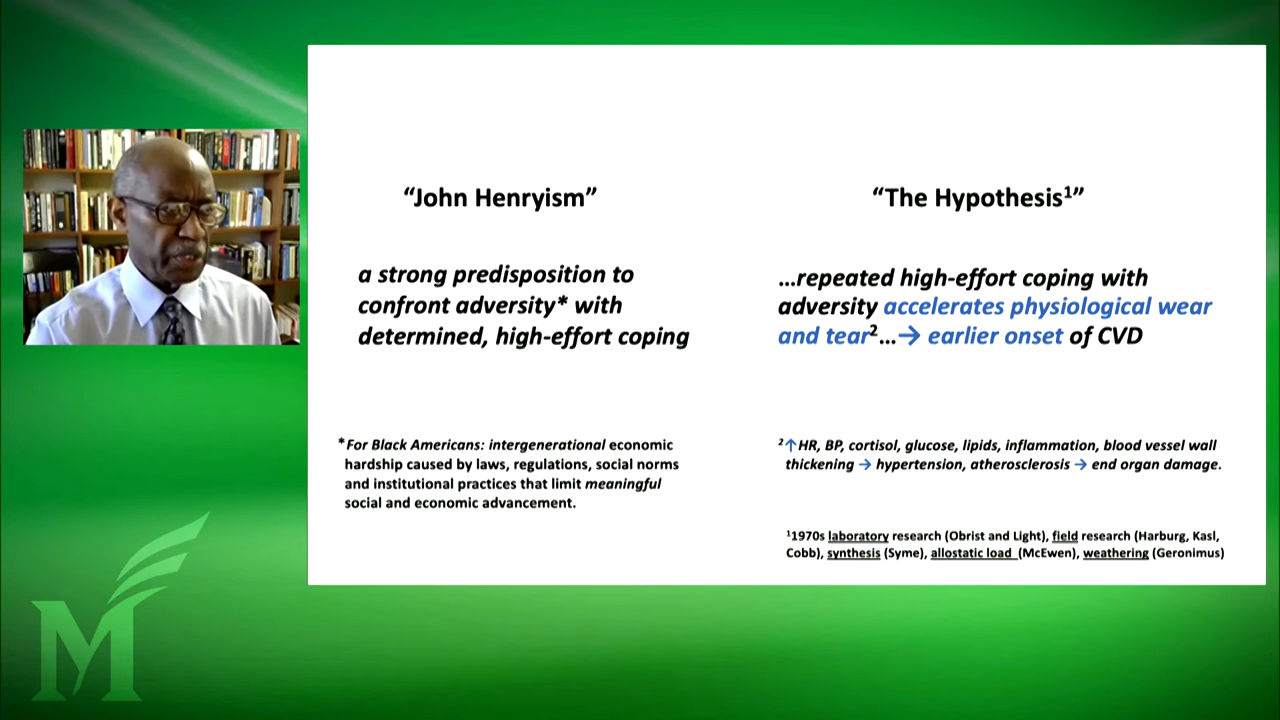 “John Henryism”
a strong predisposition to
confront adversity* with
determined, high-effort coping
*For Black Americans: intergenerational economic
hardship caused by laws, regulations, social norms
and institutional practices that limit meaningful
social and economic advancement.
“The Hypothesis¹”
...repeated high-effort coping with
adversity accelerates physiological wear
and tear²...→ earlier onset of CVD
²↑HR, BP, cortisol, glucose, lipids, inflammation, blood vessel wall
thickening → hypertension, atherosclerosis → end organ damage.
¹1970s laboratory research (Obrist and Light), field research (Harburg, Kasl,
Cobb), synthesis (Syme), allostatic load (McEwen), weathering (Geronimus)
M